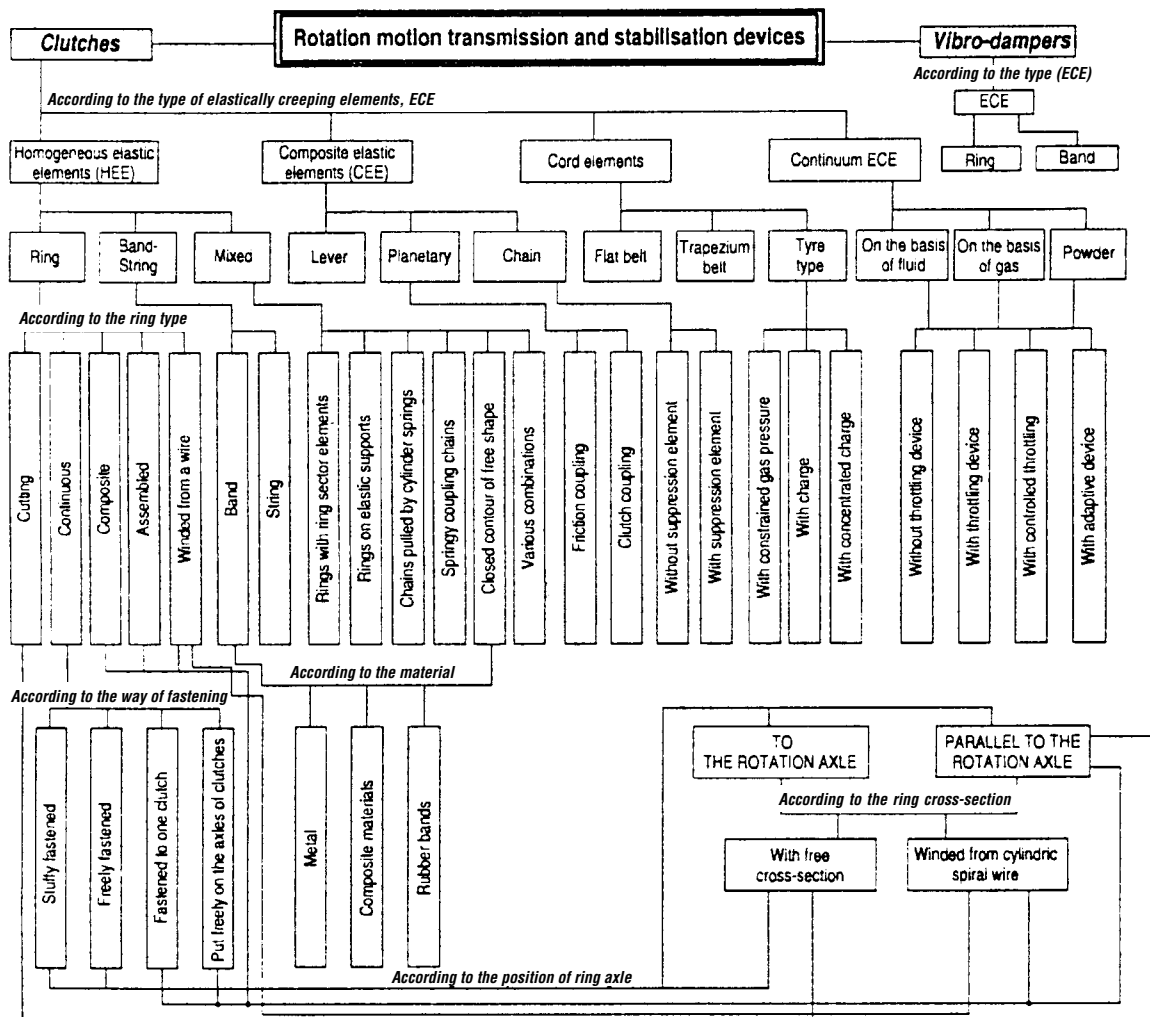 Clutches
Rotation motion transmission and stabilisation devices
Vibro-dampers
According to the type (ECE)
According to the type of elastically creeping elements, ECE
ECE
Ring
Band
Homogeneous elastic
elements (HEE)
Composite elastic
elements (CEE)
Cord elements
Continuum ECE
Ring
Band-
String
Mixed
Lever
Planetary
Chain
Flat belt
Trapezium
belt
Tyre
type
On the basis
of fluid
On the basis
of gas
Powder
According to the ring type
Cutting
Continuous
Composite
Assembled
Winded from a wire
Band
String
Rings with ring sector elements
Rings on elastic supports
Chains pulled by cylinder springs
Springy coupling chains
Closed contour of free shape
Various combinations
Friction coupling
Clutch coupling
Without suppression element
With suppression element
With constrained gas pressure
With charge
With concentrated charge
Without throttling device
With throttling device
With controlled throttling
With adaptive device
According to the material
According to the way of fastening
Stuffy fastened
Freely fastened
Fastened to one clutch
Put freely on the axles of clutches
Metal
Composite materials
Rubber bands
TO
THE ROTATION AXLE
PARALLEL TO THE
ROTATION AXLE
According to the ring cross-section
With free
cross-section
Winded from cylindric
spiral wire
According to the position of ring axle